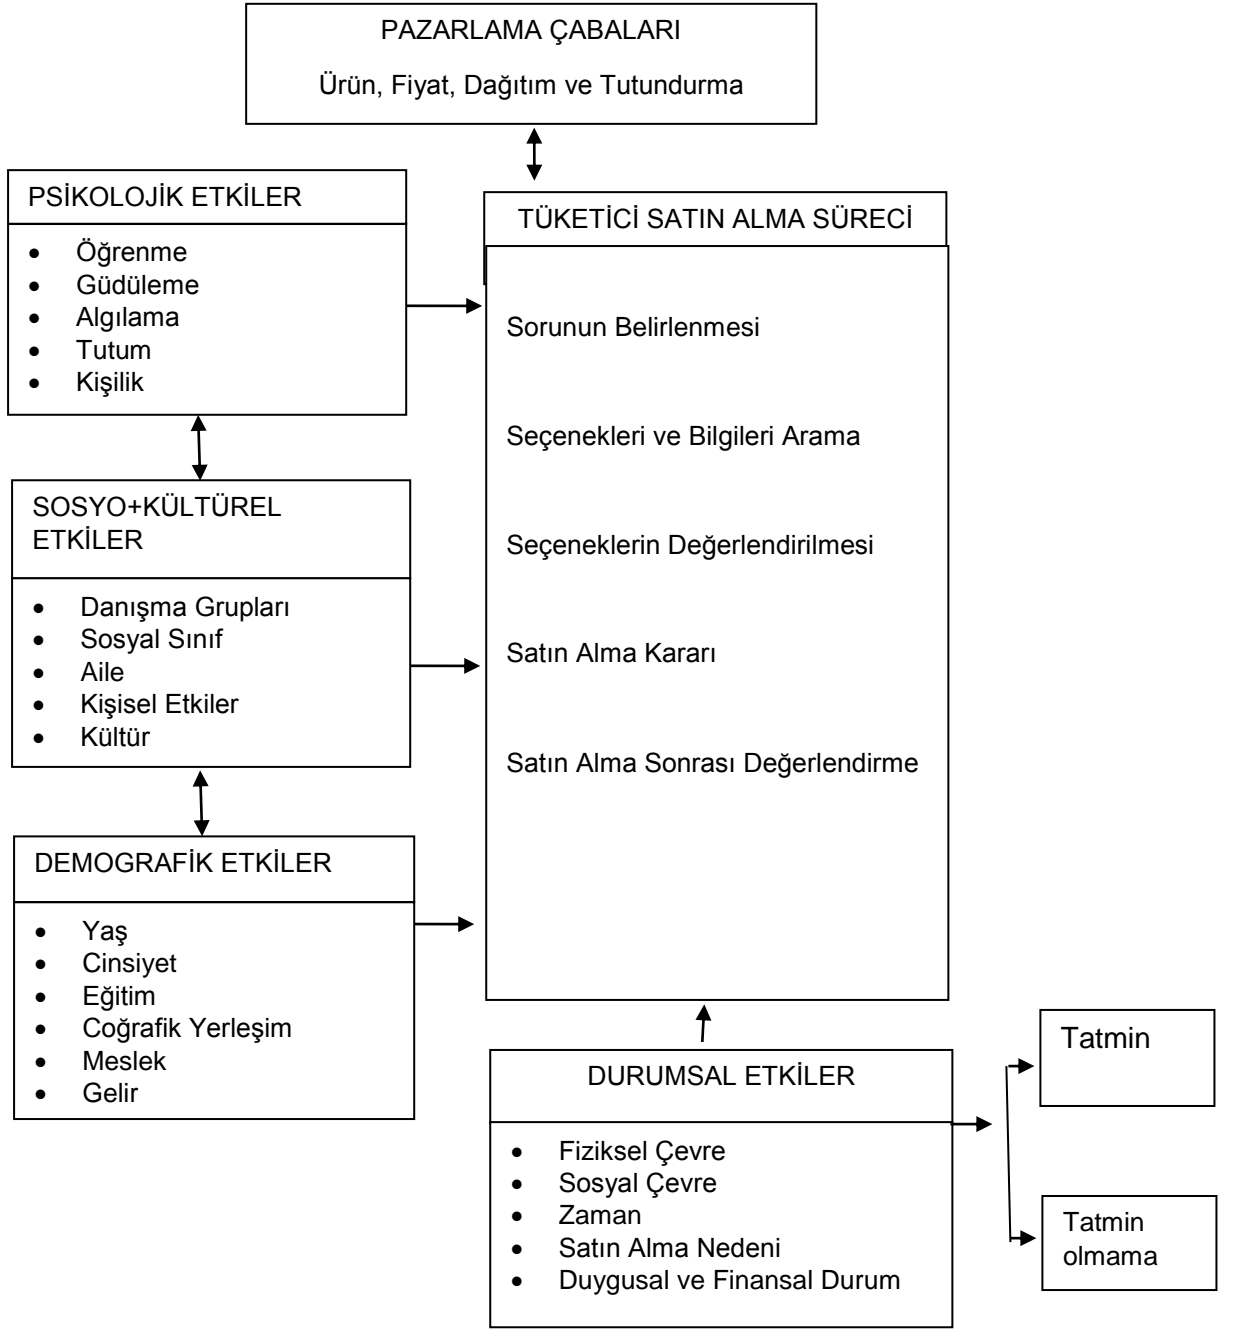 PAZARLAMA ÇABALARI
Ürün, Fiyat, Dağıtım ve Tutundurma
PSİKOLOJİK ETKİLER
• Öğrenme
• Güdüleme
• Algılama
• Tutum
• Kişilik
SOSYO+KÜLTÜREL
ETKİLER
• Danışma Grupları
• Sosyal Sınıf
• Aile
• Kişisel Etkiler
• Kültür
DEMOGRAFİK ETKİLER
• Yaş
• Cinsiyet
• Eğitim
• Coğrafik Yerleşim
• Meslek
• Gelir
TÜKETİCİ SATIN ALMA SÜRECİ
Sorunun Belirlenmesi
Seçenekleri ve Bilgileri Arama
Seçeneklerin Değerlendirilmesi
Satın Alma Kararı
Satın Alma Sonrası Değerlendirme
DURUMSAL ETKİLER
• Fiziksel Çevre
• Sosyal Çevre
• Zaman
• Satın Alma Nedeni
• Duygusal ve Finansal Durum
Tatmin
Tatmin
olmama